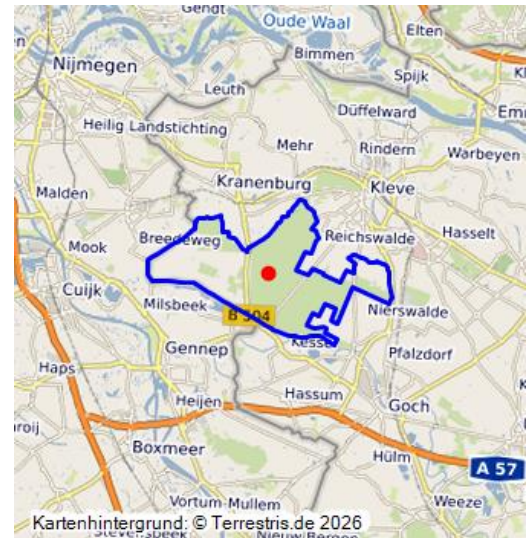 Gendt
Oude Waal
Elten
Bimmen
Nijmegen
Leuth
Spijk
Düffelward
Heilig Landstichting
Mehr
Rindern
Warbeyen
Kranenburg
Kleve
Malden
Breedeweg
Reichswalde
Hasselt
Mook
Cuijk
Milsbeek
B 504
Nierswalde
Kessel
Gennep
Pfalzdorf
Haps
Hassum
Heijen
Goch
Boxmeer
Hülm
A 57
Weeze
Vortum-Mullem
Kartenhintergrund: © Terrestris.de 2026